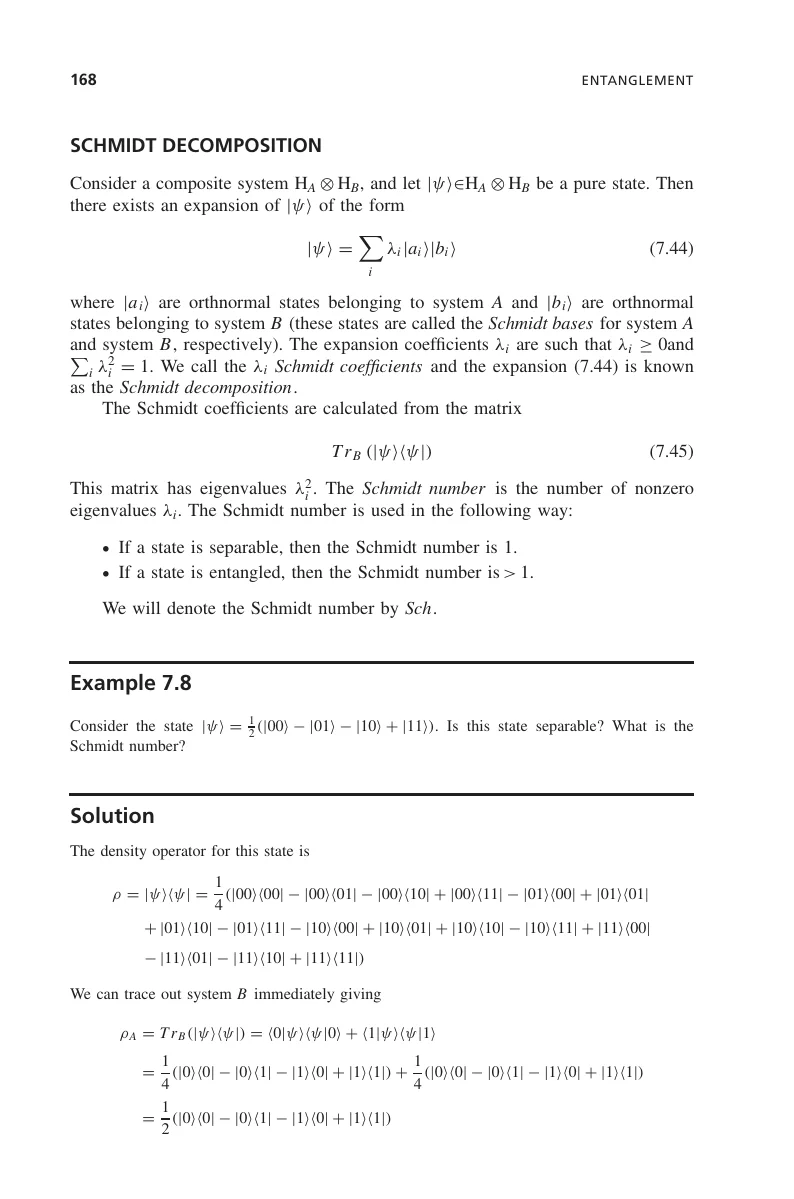 168
ENTANGLEMENT
SCHMIDT DECOMPOSITION
Consider a composite system H_A ⊗ H_B, and let |ψ⟩∈H_A ⊗ H_B be a pure state. Then
there exists an expansion of |ψ⟩ of the form
|ψ⟩ = ∑_i λ_i|a_i⟩|b_i⟩ (7.44)
where |a_i⟩ are orthnormal states belonging to system A and |b_i⟩ are orthnormal
states belonging to system B (these states are called the Schmidt bases for system A
and system B, respectively). The expansion coefficients λ_i are such that λ_i ≥ 0and
∑_i λ_i^2 = 1. We call the λ_i Schmidt coefficients and the expansion (7.44) is known
as the Schmidt decomposition.
The Schmidt coefficients are calculated from the matrix
Tr_B (|ψ⟩⟨ψ|) (7.45)
This matrix has eigenvalues λ_i^2. The Schmidt number is the number of nonzero
eigenvalues λ_i. The Schmidt number is used in the following way:
• If a state is separable, then the Schmidt number is 1.
• If a state is entangled, then the Schmidt number is > 1.
We will denote the Schmidt number by Sch.
Example 7.8
Consider the state |ψ⟩ = 1/2(|00⟩ − |01⟩ − |10⟩ + |11⟩). Is this state separable? What is the
Schmidt number?
Solution
The density operator for this state is
ρ = |ψ⟩⟨ψ| = 1/4(|00⟩⟨00| − |00⟩⟨01| − |00⟩⟨10| + |00⟩⟨11| − |01⟩⟨00| + |01⟩⟨01|
+ |01⟩⟨10| − |01⟩⟨11| − |10⟩⟨00| + |10⟩⟨01| + |10⟩⟨10| − |10⟩⟨11| + |11⟩⟨00|
− |11⟩⟨01| − |11⟩⟨10| + |11⟩⟨11|)
We can trace out system B immediately giving
ρ_A = Tr_B(|ψ⟩⟨ψ|) = ⟨0|ψ⟩⟨ψ|0⟩ + ⟨1|ψ⟩⟨ψ|1⟩
= 1/4(|0⟩⟨0| − |0⟩⟨1| − |1⟩⟨0| + |1⟩⟨1|) + 1/4(|0⟩⟨0| − |0⟩⟨1| − |1⟩⟨0| + |1⟩⟨1|)
= 1/2(|0⟩⟨0| − |0⟩⟨1| − |1⟩⟨0| + |1⟩⟨1|)